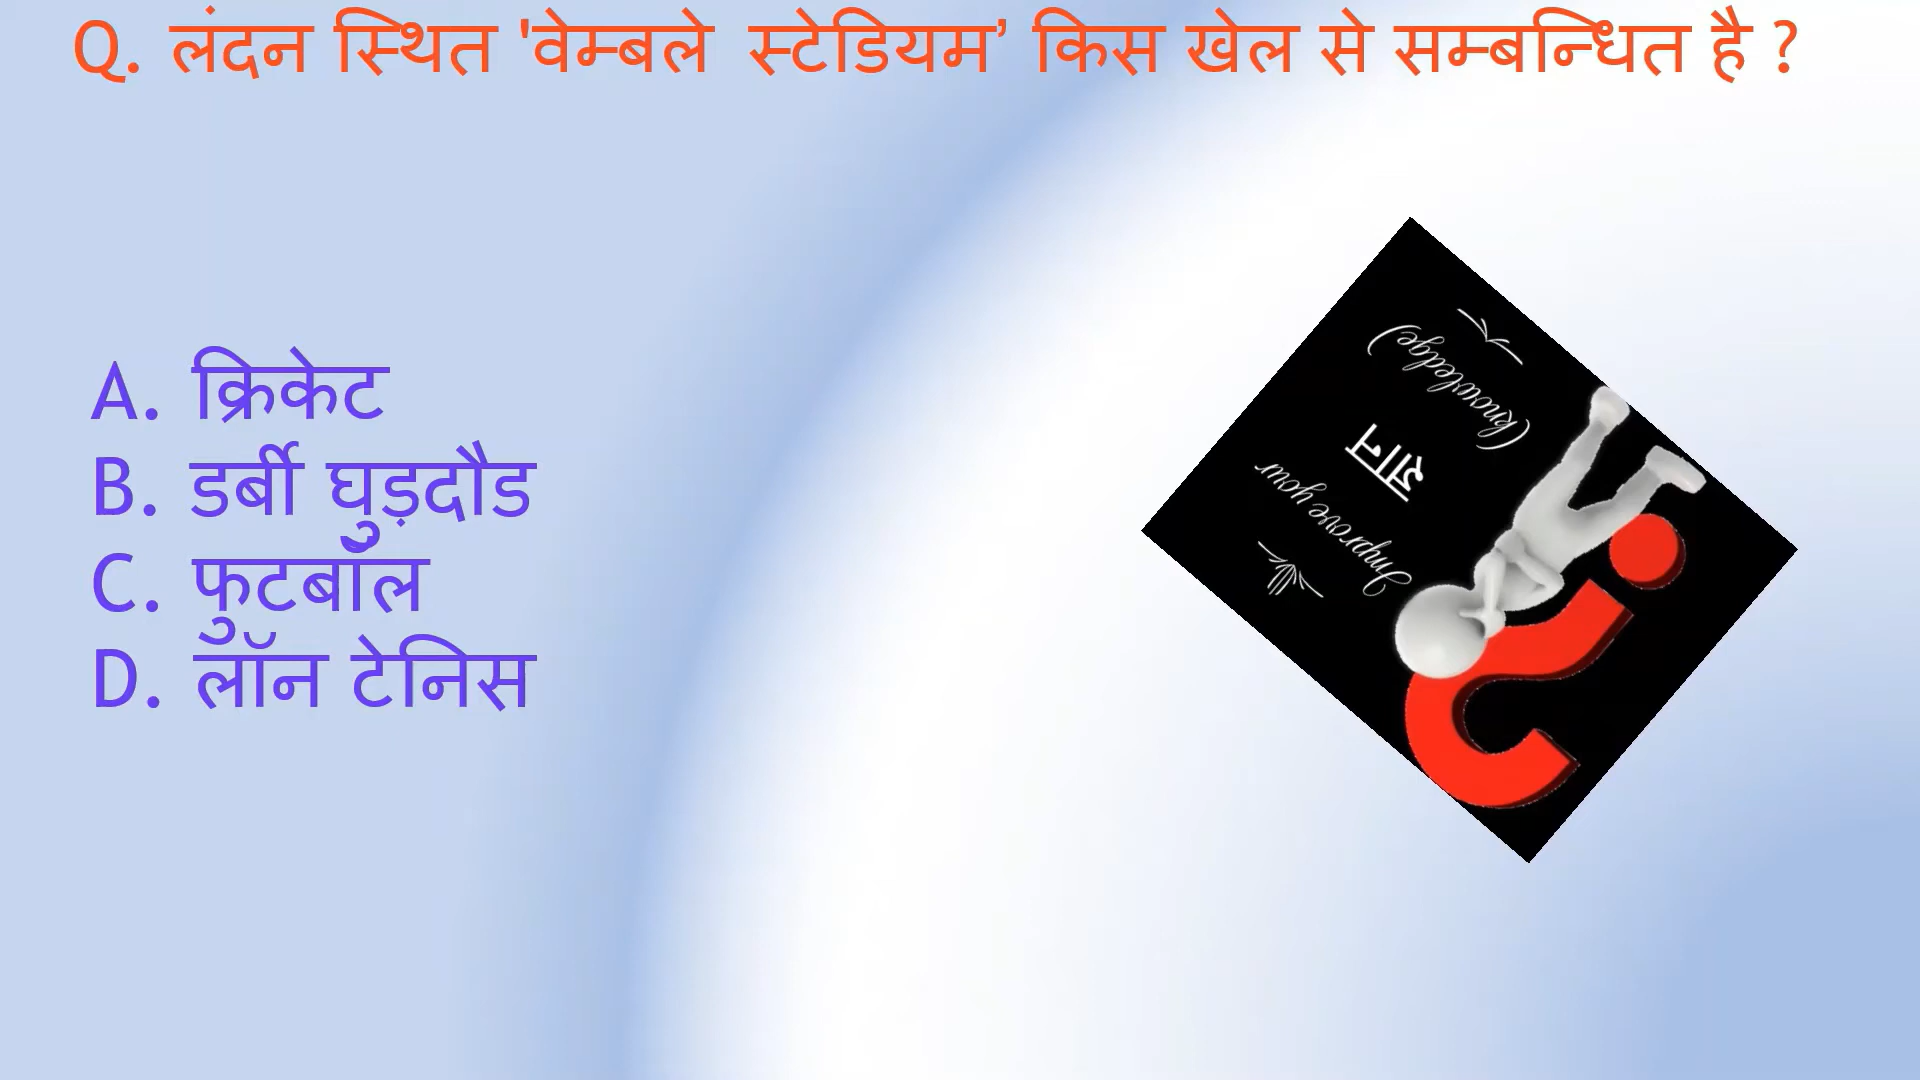 Q. लंदन स्थित 'वेम्बले स्टेडियम’ किस खेल से सम्बन्धित है ?
A. क्रिकेट
B. डर्बी घुड़दौड
C. फुटबॉल
D. लॉन टेनिस
Improve your
ज्ञान
(knowledge)